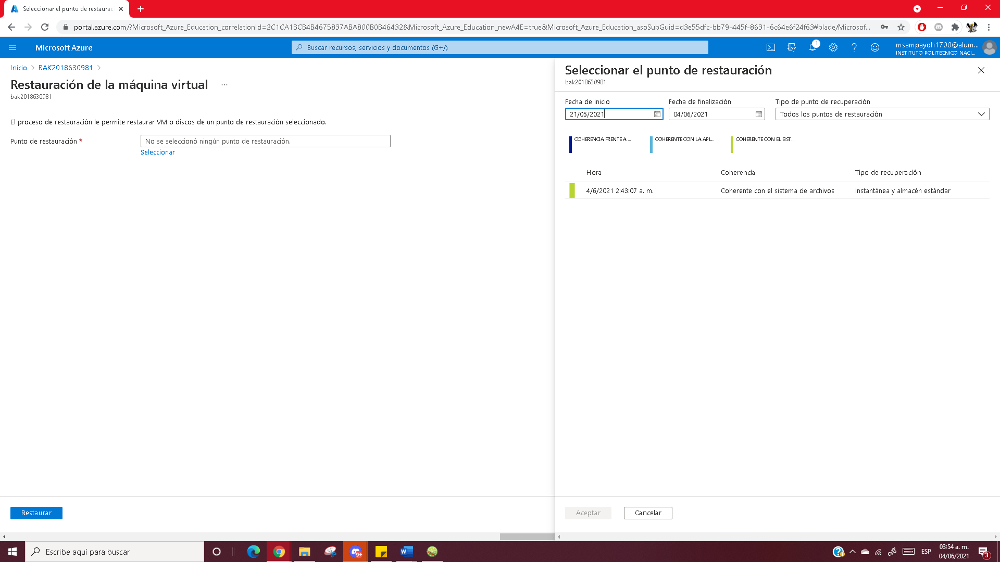 Seleccionar el punto de restaurac
portal.azure.com/?Microsoft_Azure_Education_correlationId=2C1CA1BCB4B4675837ABA800B0B46432&Microsoft_Azure_Education_newA4E=true&Microsoft_Azure_Education_asoSubGuid=d3e55dfc-bb79-445f-8631-6c64e6f24f63#blade/Microsof...
Microsoft Azure
Buscar recursos, servicios y documentos (G+/)
1
msampayoh1700@alum...
INSTITUTO POLITECNICO NACI...
Inicio > BAK2018630981 >
Restauración de la máquina virtual ...
bak2018630981
El proceso de restauración le permite restaurar VM o discos de un punto de restauración seleccionado.
Punto de restauración *
No se seleccionó ningún punto de restauración.
Seleccionar
Restaurar
Seleccionar el punto de restauración
bak2018630981
Fecha de inicio
Fecha de finalización
Tipo de punto de recuperación
21/05/2021
04/06/2021
Todos los puntos de restauración
COHERENCIA FRENTE A ...
COHERENTE CON LA APL...
COHERENTE CON EL SIST...
Hora
Coherencia
Tipo de recuperación
4/6/2021 2:43:07 a. m.
Coherente con el sistema de archivos
Instantánea y almacén estándar
Aceptar
Cancelar
Escribe aquí para buscar
9+
ESP
03:54 a. m.
04/06/2021
3